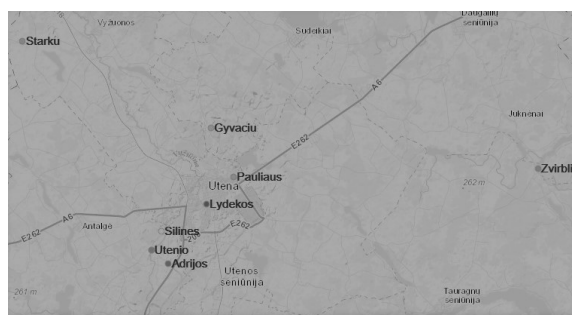 Daugailių
seniūnija
Vyžuonos
Sudeikiai
Starku
A6
Juknėnai
Gyvaciu
E262
Zvirbli
Pauliaus
Utena
262 m
Lydekos
A6
E262
Antalgė
E262
Silines
Utenio
Adrijos
Utenos
seniūnija
261 m
Tauragnų
seniūnija